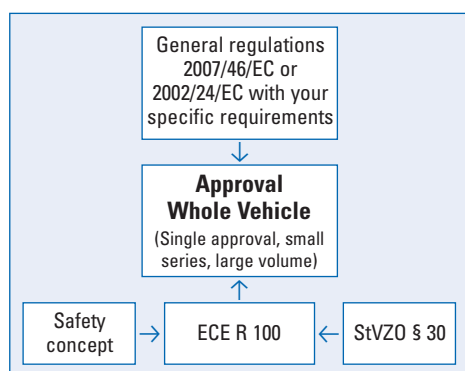 General regulations
2007/46/EC or
2002/24/EC with your
specific requirements
Approval
Whole Vehicle
(Single approval, small
series, large volume)
Safety
concept
ECE R 100
StVZO § 30